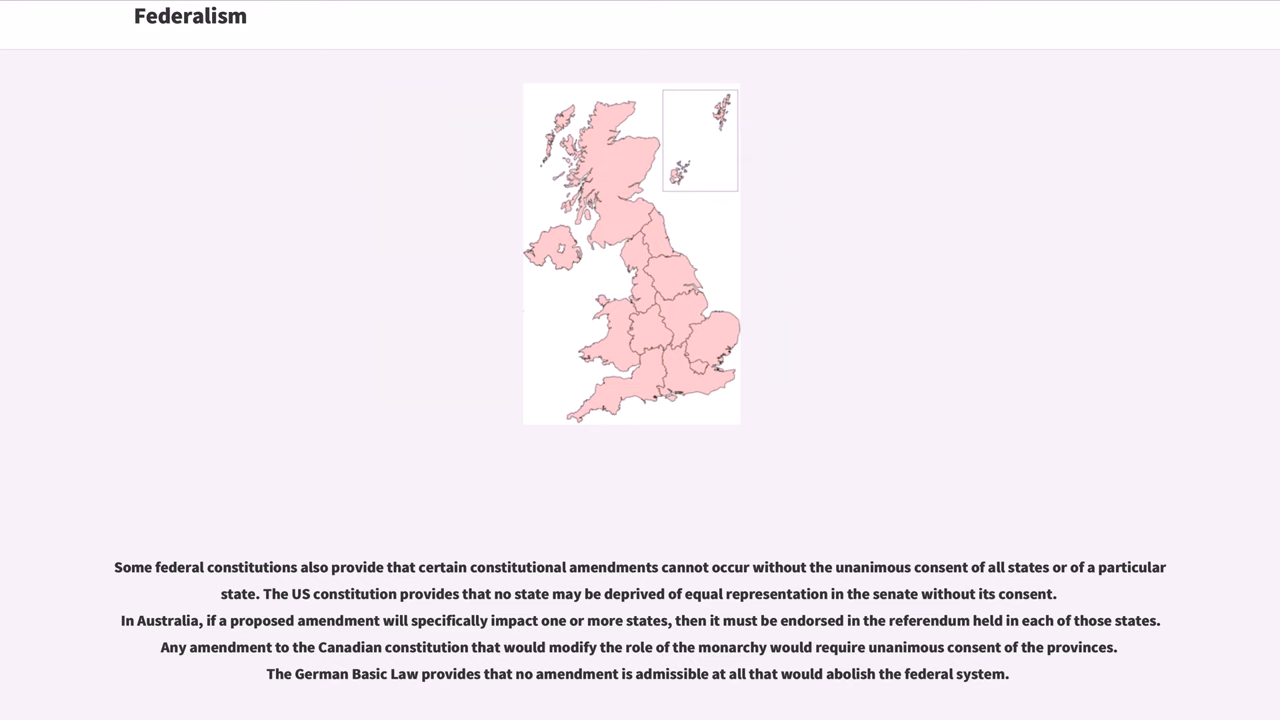 Federalism
Some federal constitutions also provide that certain constitutional amendments cannot occur without the unanimous consent of all states or of a particular
state. The US constitution provides that no state may be deprived of equal representation in the senate without its consent.
In Australia, if a proposed amendment will specifically impact one or more states, then it must be endorsed in the referendum held in each of those states.
Any amendment to the Canadian constitution that would modify the role of the monarchy would require unanimous consent of the provinces.
The German Basic Law provides that no amendment is admissible at all that would abolish the federal system.